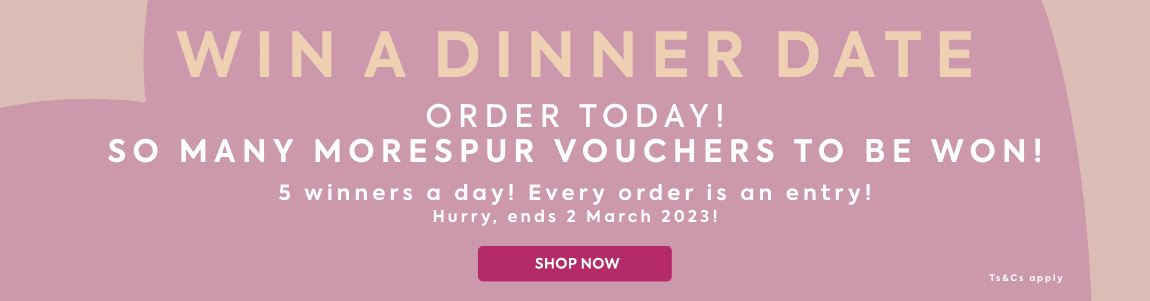 WIN A DINNER DATE
ORDER TODAY!
SO MANY MORESPUR VOUCHERS TO BE WON!
5 winners a day! Every order is an entry!
Hurry, ends 2 March 2023!
SHOP NOW
Ts&Cs apply